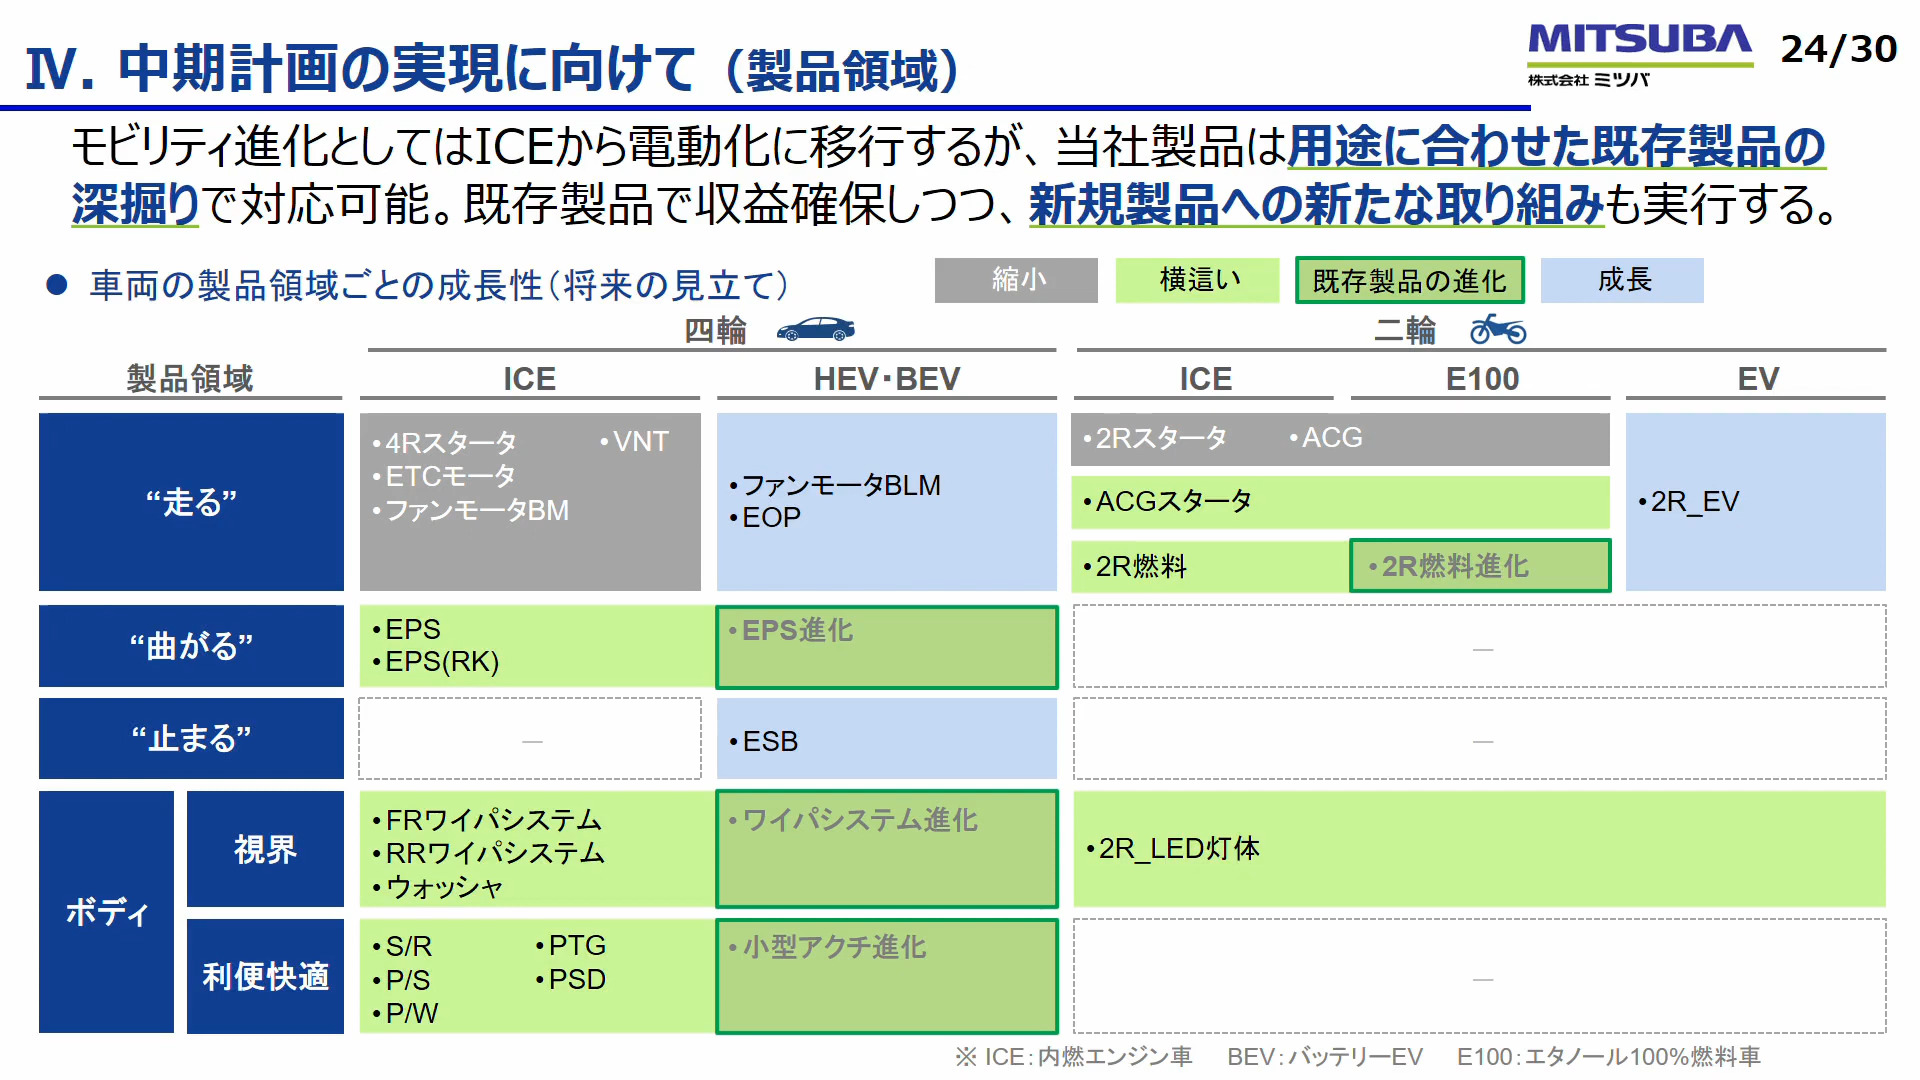 Ⅳ. 中期計画の実現に向けて（製品領域）
MITSUBA
株式会社 ミツバ
24/30
モビリティ進化としてはICEから電動化に移行するが、当社製品は用途に合わせた既存製品の
深掘りで対応可能。既存製品で収益確保しつつ、新規製品への新たな取り組みも実行する。
● 車両の製品領域ごとの成長性（将来の見立て）
縮小
横這い
既存製品の進化
成長
四輪
二輪
製品領域
ICE
HEV・BEV
ICE
E100
EV
“走る”
・4Rスタータ
・VNT
・ETCモータ
・ファンモータBM
・ファンモータBLM
・EOP
・2Rスタータ
・ACG
・ACGスタータ
・2R燃料
・2R燃料進化
・2R_EV
“曲がる”
・EPS
・EPS(RK)
・EPS進化
―
“止まる”
―
・ESB
―
ボディ
視界
・FRワイパシステム
・RRワイパシステム
・ウォッシャ
・ワイパシステム進化
・2R_LED灯体
利便快適
・S/R
・PTG
・P/S
・PSD
・P/W
・小型アクチ進化
―
※ ICE：内燃エンジン車 BEV：バッテリーEV E100：エタノール100%燃料車